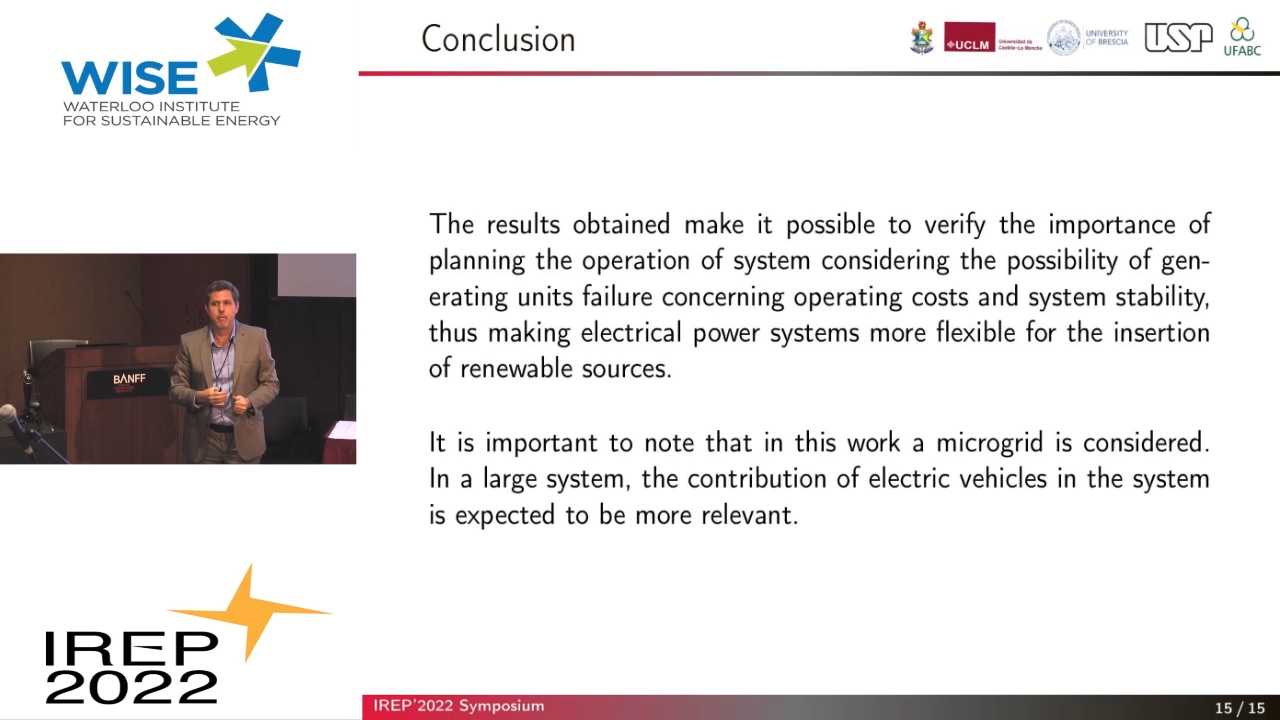 WISE
WATERLOO INSTITUTE
FOR SUSTAINABLE ENERGY
Conclusion
UCLM
Universidad de
Castilla-La Mancha
UNIVERSITY
OF BRESCIA
USP
UFABC
The results obtained make it possible to verify the importance of
planning the operation of system considering the possibility of gen-
erating units failure concerning operating costs and system stability,
thus making electrical power systems more flexible for the insertion
of renewable sources.
It is important to note that in this work a microgrid is considered.
In a large system, the contribution of electric vehicles in the system
is expected to be more relevant.
BANFF
IREP
2022
IREP'2022 Symposium
15 / 15